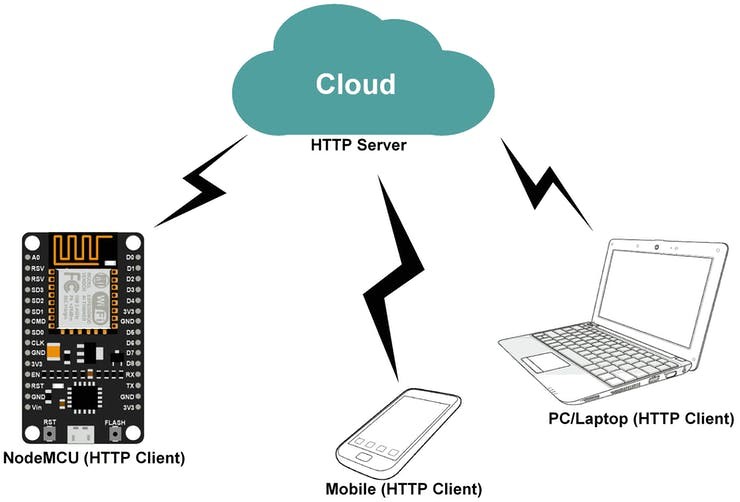 Cloud
HTTP Server
A0
RSV
RSV
SD3
SD2
SD1
CMD
SD0
CLK
GND
3V3
EN
RST
GND
Vin
D0
D1
D2
D3
D4
3V3
GND
D5
D6
D7
D8
RX
TX
GND
3V3
WiFi
FC
RST
FLASH
NodeMCU (HTTP Client)
Mobile (HTTP Client)
PC/Laptop (HTTP Client)